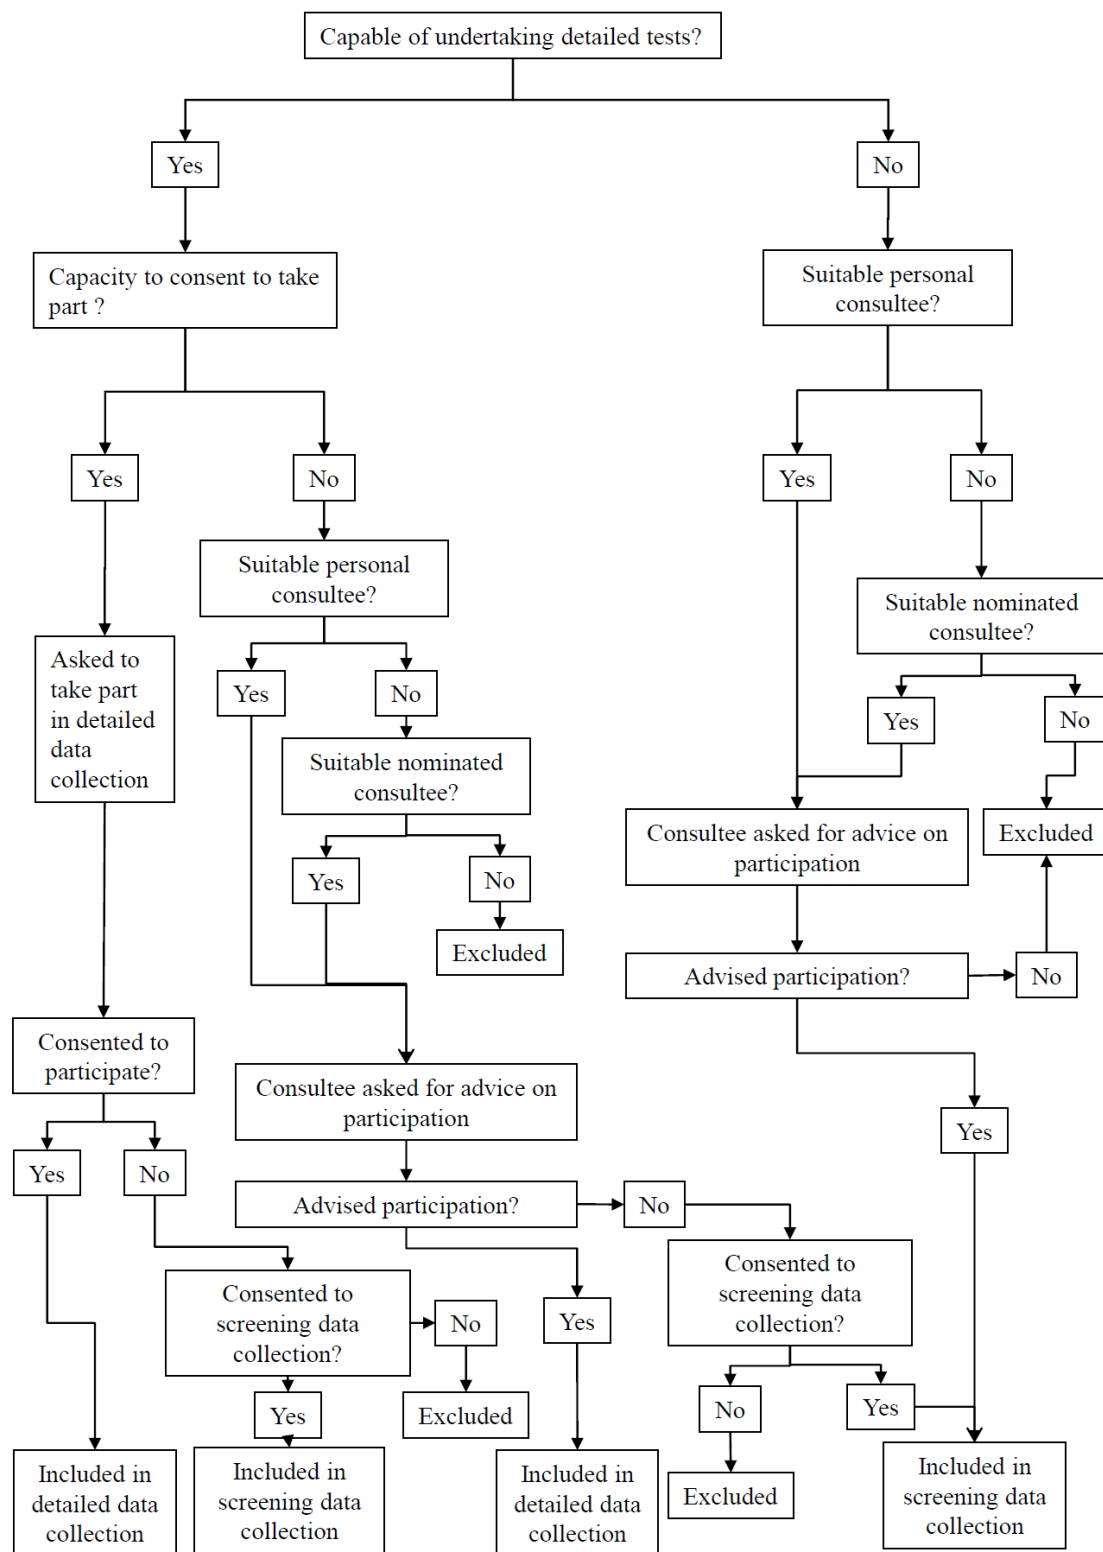 Capable of undertaking detailed tests?
Yes
No
Capacity to consent to take
part ?
Suitable personal
consultee?
Yes
No
Yes
No
Suitable personal
consultee?
Suitable nominated
consultee?
Asked to
take part
in detailed
data
collection
Yes
No
Yes
No
Suitable nominated
consultee?
Consultee asked for advice on
participation
Excluded
Yes
No
Excluded
Advised participation?
No
Consented to
participate?
Consultee asked for advice on
participation
Yes
Yes
No
Advised participation?
No
Consented to
screening data
collection?
No
Yes
Consented to
screening data
collection?
Yes
Excluded
No
Yes
Included in
detailed data
collection
Included in
screening data
collection
Included in
detailed data
collection
Excluded
Included in
screening data
collection